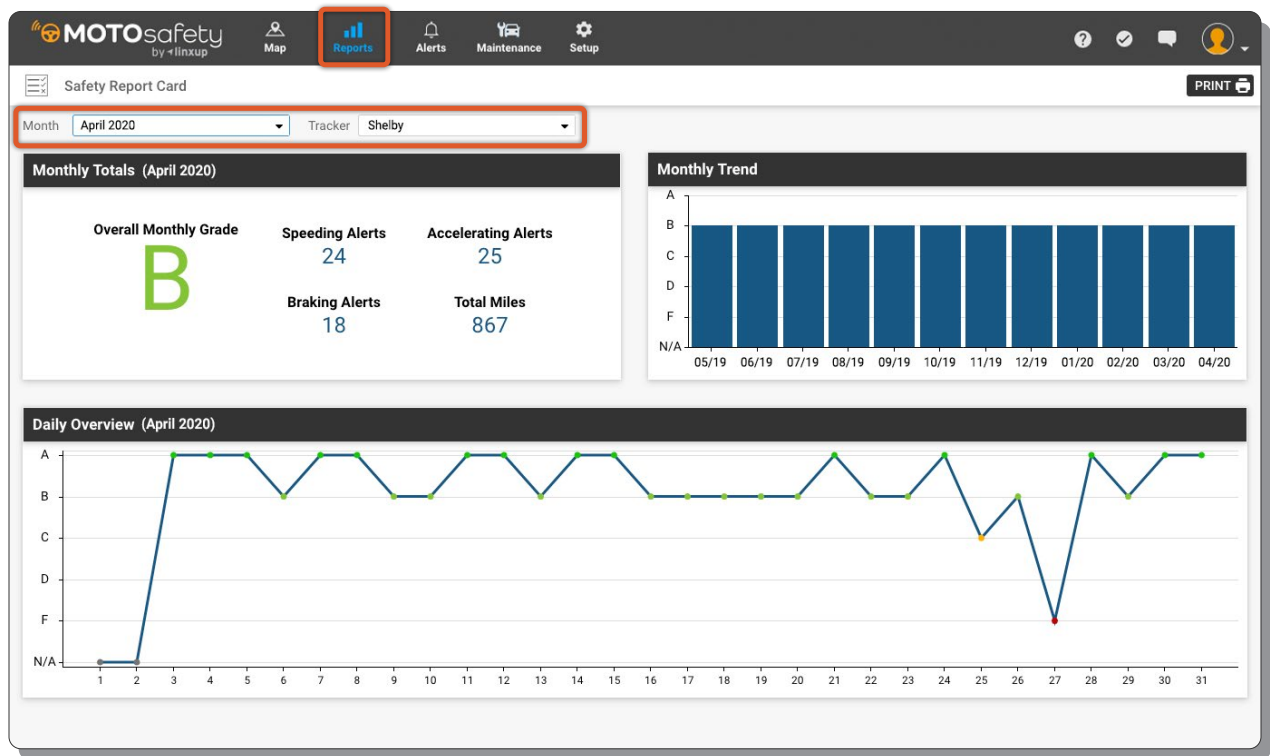 MOTOsafety
by linxup
Map
Reports
Alerts
Maintenance
Setup
?
Safety Report Card
PRINT
Month April 2020 Tracker Shelby
Monthly Totals (April 2020)
Overall Monthly Grade
B
Speeding Alerts
24
Accelerating Alerts
25
Braking Alerts
18
Total Miles
867
Monthly Trend
A
B
C
D
F
N/A
05/19 06/19 07/19 08/19 09/19 10/19 11/19 12/19 01/20 02/20 03/20 04/20
Daily Overview (April 2020)
A
B
C
D
F
N/A
1 2 3 4 5 6 7 8 9 10 11 12 13 14 15 16 17 18 19 20 21 22 23 24 25 26 27 28 29 30 31